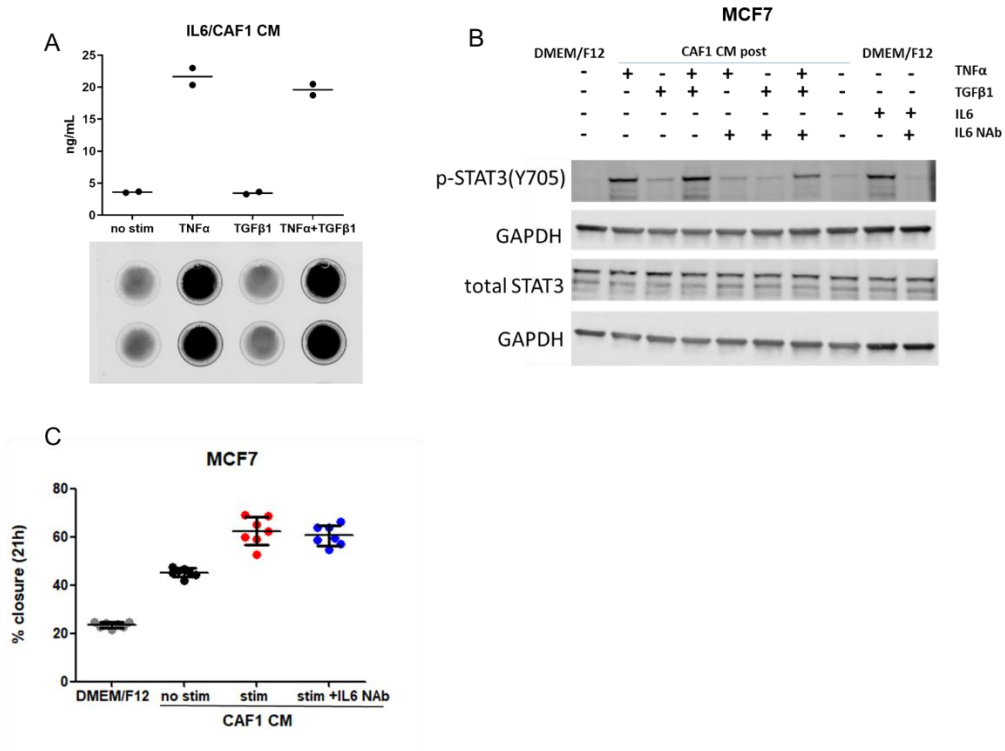 A
IL6/CAF1 CM
ng/mL
25
20
15
10
5
0
no stim TNFα TGFβ1 TNFα+TGFβ1
B
MCF7
DMEM/F12 CAF1 CM post DMEM/F12
- + - + + - + - - - TNFα
- - + + - + + - - - TGFβ1
- - - - - - - - + + IL6
- - - - + + + - - + IL6 NAb
p-STAT3(Y705)
GAPDH
total STAT3
GAPDH
C
MCF7
% closure (21h)
80
60
40
20
0
DMEM/F12 no stim stim stim +IL6 NAb
CAF1 CM